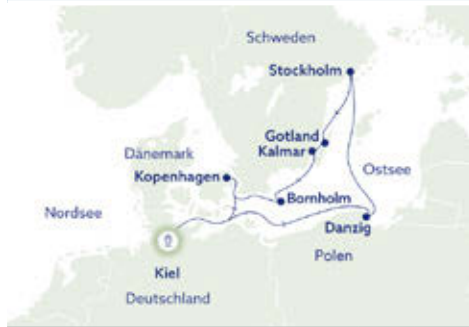 Schweden
Stockholm
Gotland
Kalmar
Dänemark
Kopenhagen
Ostsee
Bornholm
Nordsee
Danzig
Polen
Kiel
Deutschland